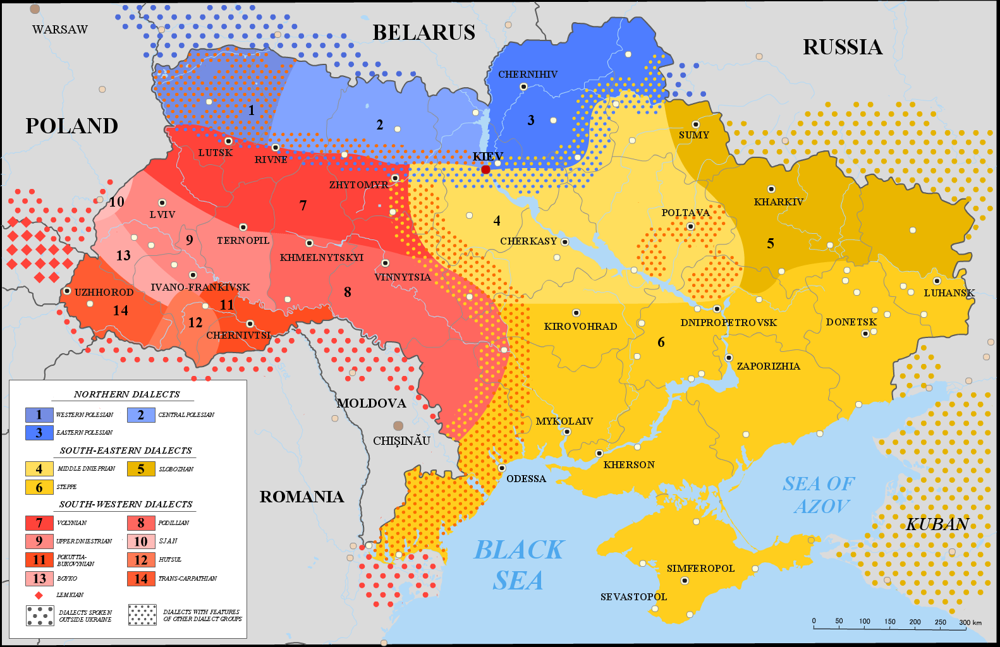 WARSAW
BELARUS
RUSSIA
CHERNIHIV
1
2
3
POLAND
SUMY
LUTSK
RIVNE
KIEV
ZHYTOMYR
10
LVIV
7
4
KHARKIV
POLTAVA
9
TERNOPIL
CHERKASY
5
13
KHMELNYTSKYI
VINNYTSIA
IVANO-FRANKIVSK
UZHHOROD
8
LUHANSK
14
11
12
CHERNIVTSI
KIROVOHRAD
DNIPROPETROVSK
DONETSK
6
ZAPORIZHIA
MOLDOVA
MYKOLAIV
CHIŞINĂU
KHERSON
ODESSA
ROMANIA
SEA OF
AZOV
KUBAN
BLACK
SEA
SIMFEROPOL
SEVASTOPOL
0 50 100 150 200 250 300 km
NORTHERN DIALECTS
1 WESTERN POLESIAN
2 CENTRAL POLESIAN
3 EASTERN POLESIAN
SOUTH-EASTERN DIALECTS
4 MIDDLE DNIEPRIAN
5 SLOBOZHAN
6 STEPPE
SOUTH-WESTERN DIALECTS
7 VOLYNIAN
8 PODILLIAN
9 UPPER DNIESTRIAN
10 SJAN
11 POKUTTIA-
BUKOVYNIAN
12 HUTSUL
13 BOYKO
14 TRANS-CARPATHIAN
LEMKIAN
DIALECTS SPOKEN
OUTSIDE UKRAINE
DIALECTS WITH FEATURES
OF OTHER DIALECT GROUPS